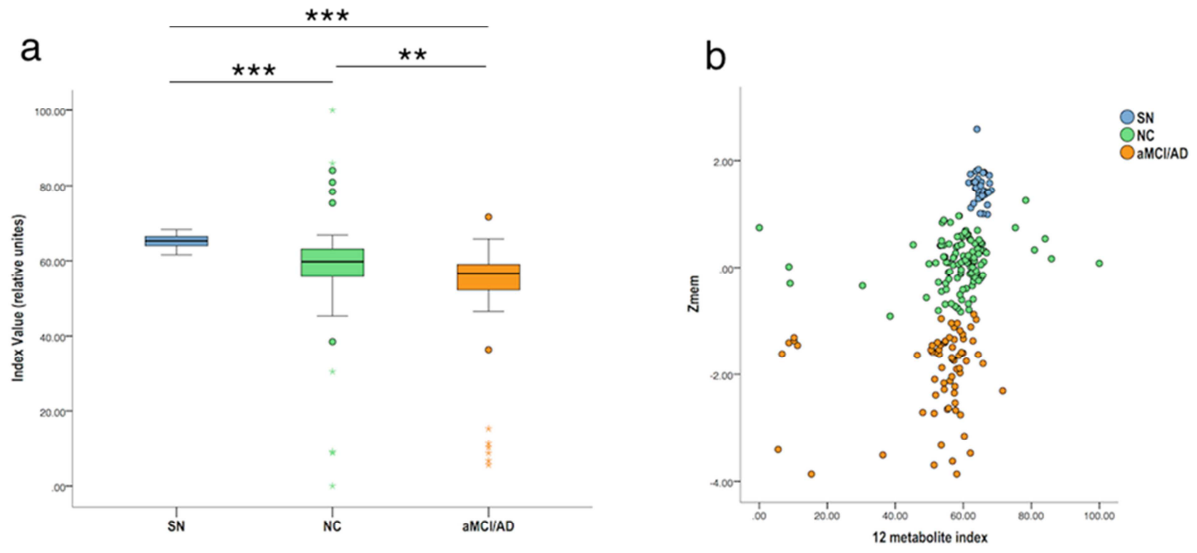 a
***
***
**
Index Value (relative unites)
100.00
80.00
60.00
40.00
20.00
.00
SN
NC
aMCI/AD
b
SN
NC
aMCI/AD
Zmem
2.00
.00
-2.00
-4.00
.00
20.00
40.00
60.00
80.00
100.00
12 metabolite index